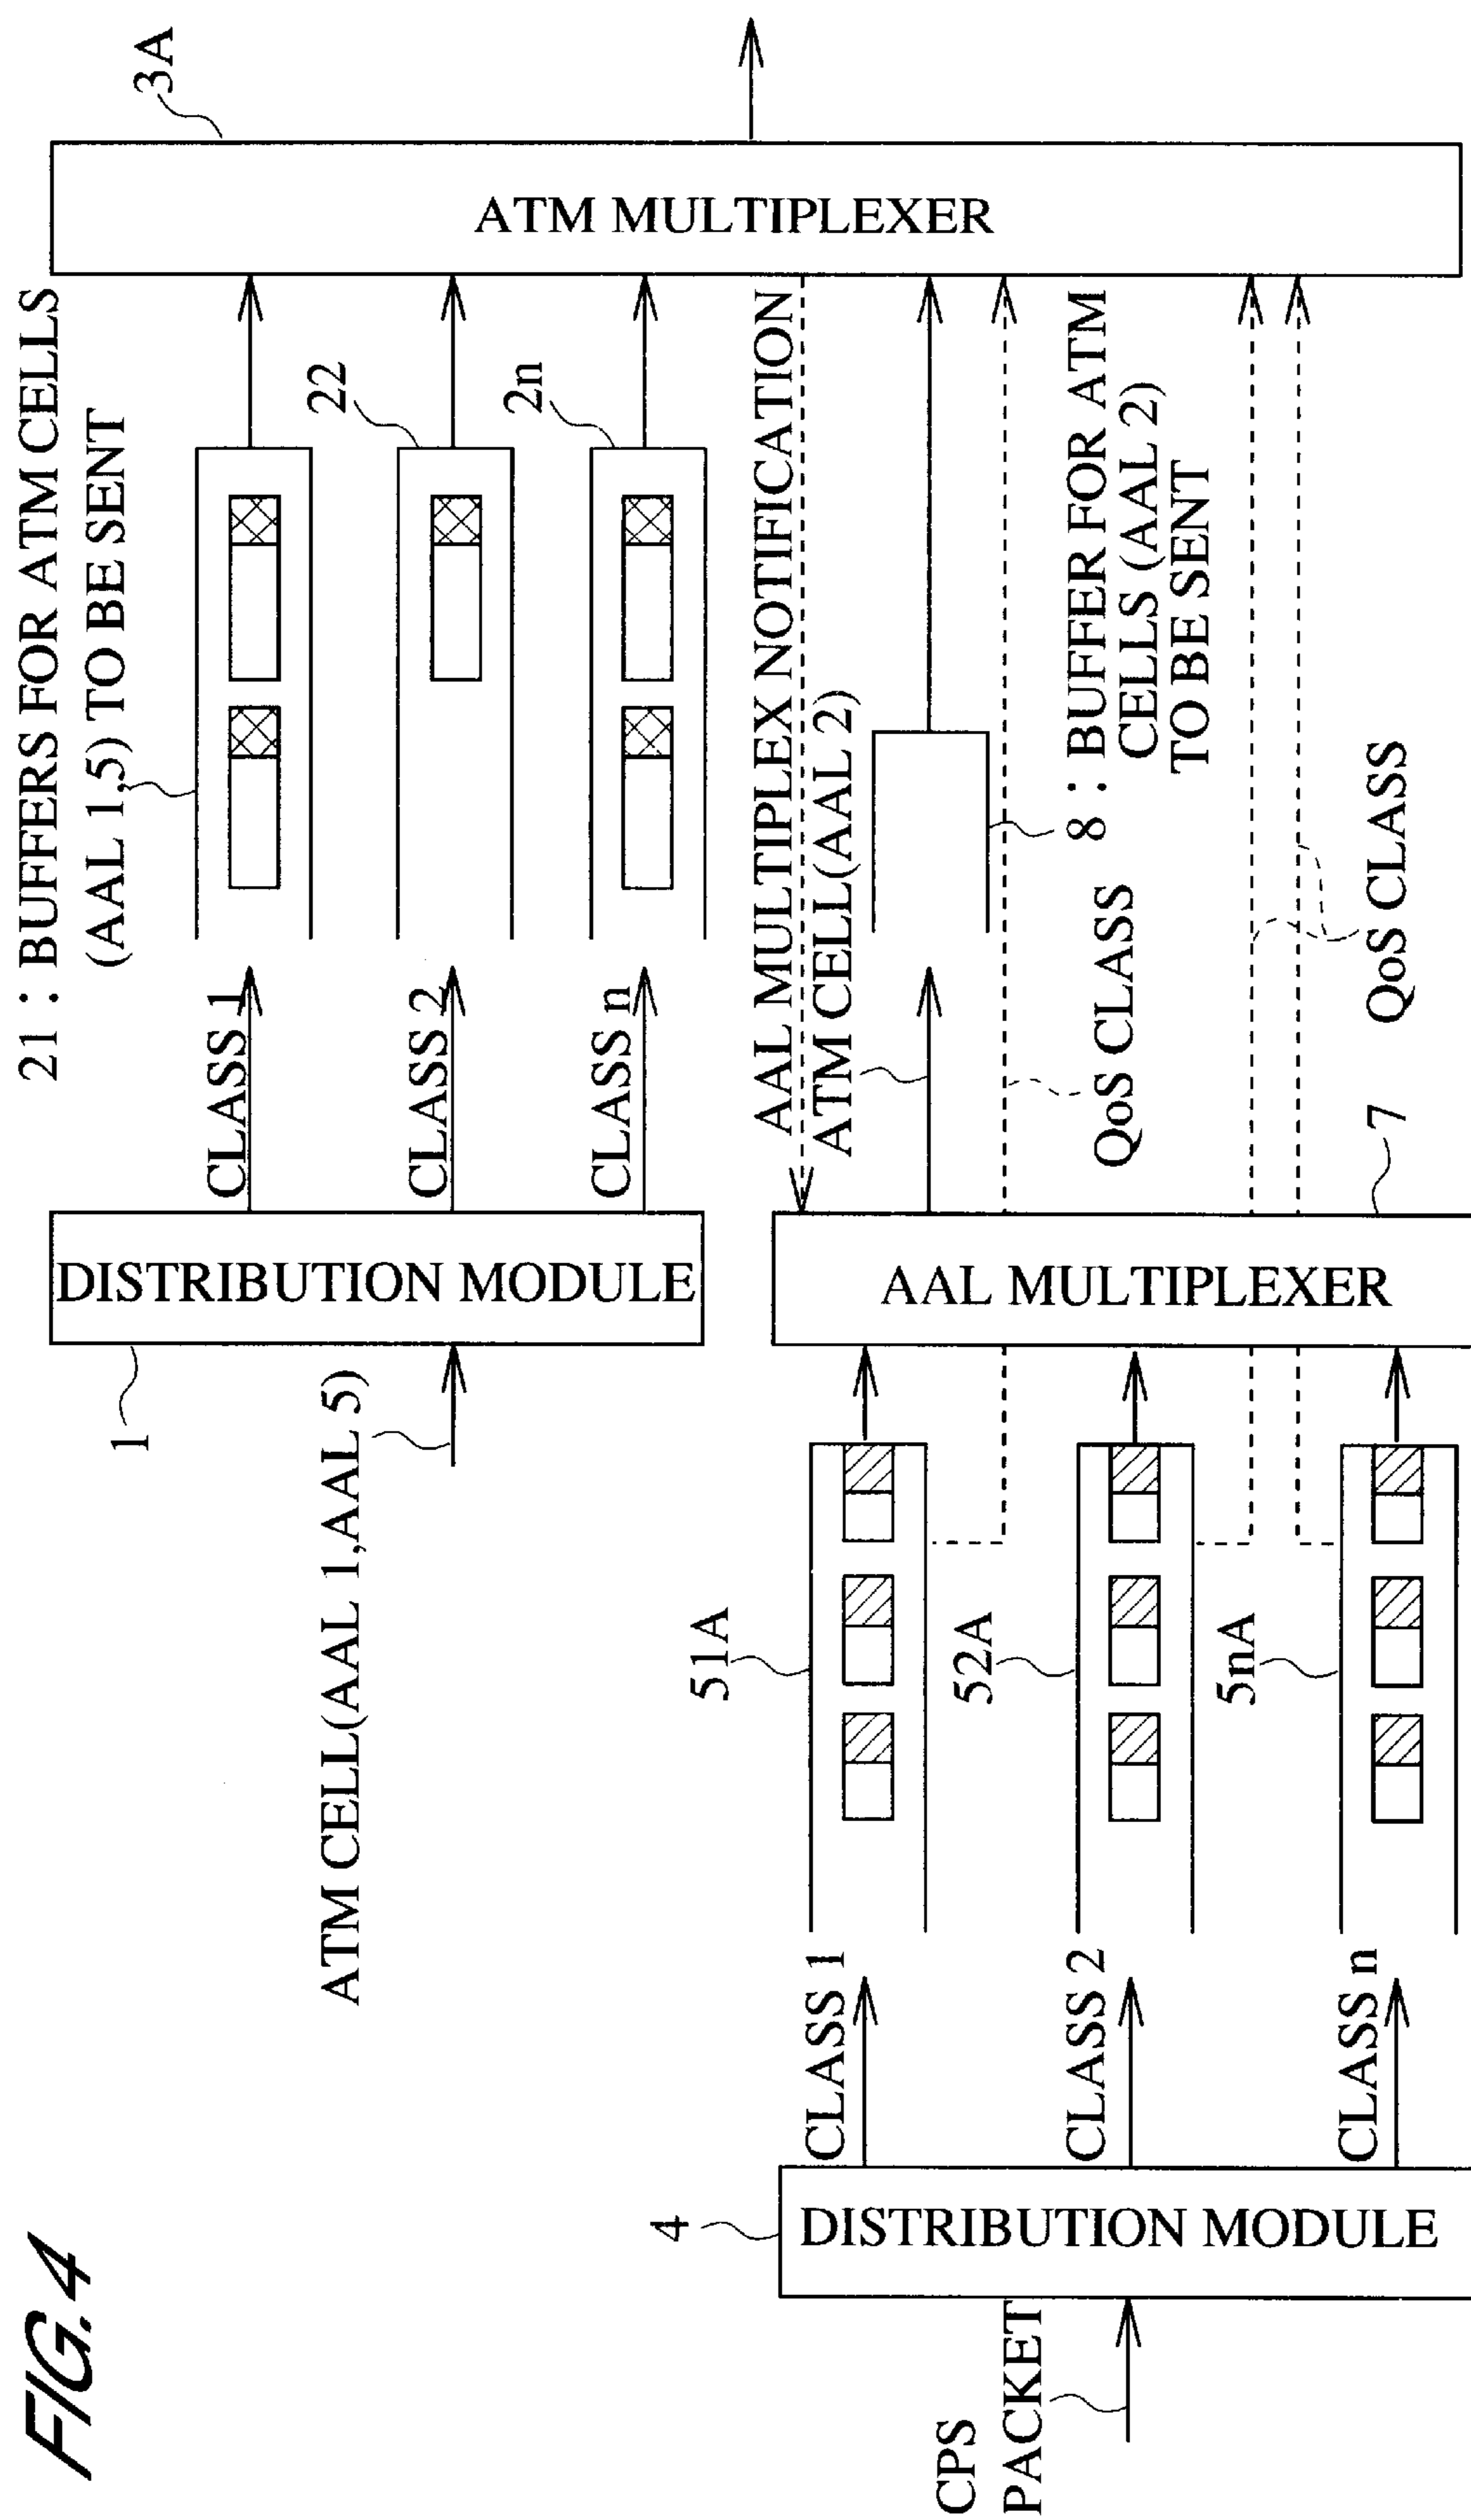 FIG. 4
21 : BUFFERS FOR ATM CELLS
(AAL 1,5) TO BE SENT
3A
CLASS 1
22
CLASS 2
2n
CLASS n
DISTRIBUTION MODULE
1
ATM CELL(AAL 1,AAL 5)
ATM MULTIPLEXER
AAL MULTIPLEX NOTIFICATION
ATM CELL(AAL 2)
8 : BUFFER FOR ATM
CELLS (AAL 2)
TO BE SENT
QoS CLASS
QoS CLASS
7
AAL MULTIPLEXER
51A
52A
5nA
CLASS 1
CLASS 2
CLASS n
4
DISTRIBUTION MODULE
CPS
PACKET